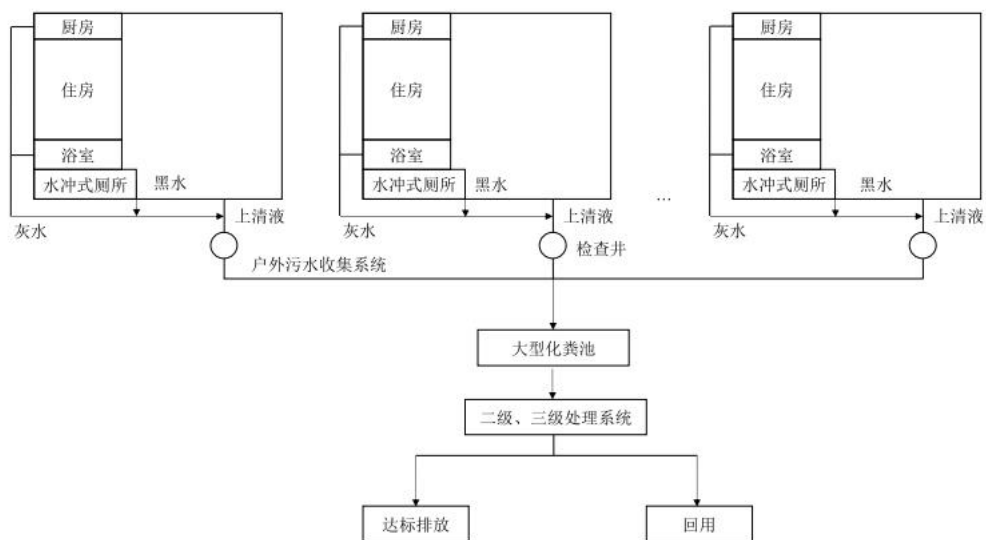 厨房
住房
浴室
水冲式厕所
黑水
上清液
灰水
厨房
住房
浴室
水冲式厕所
黑水
上清液
灰水
检查井
…
厨房
住房
浴室
水冲式厕所
黑水
上清液
灰水
户外污水收集系统
大型化粪池
二级、三级处理系统
达标排放
回用